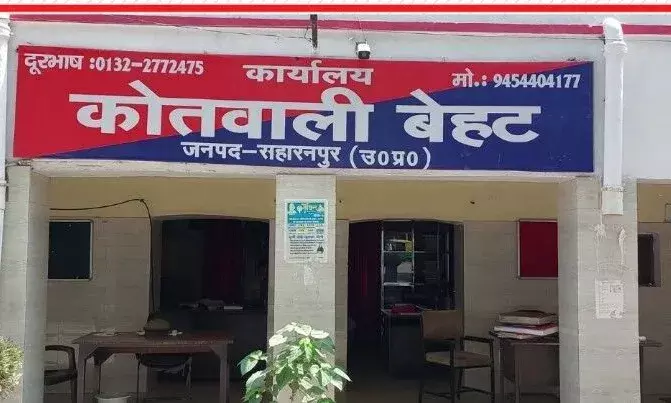 दूरभाष :0132-2772475
कार्यालय
मो.: 9454404177
कोतवाली बेहट
जनपद-सहारनपुर (उ०प्र०)